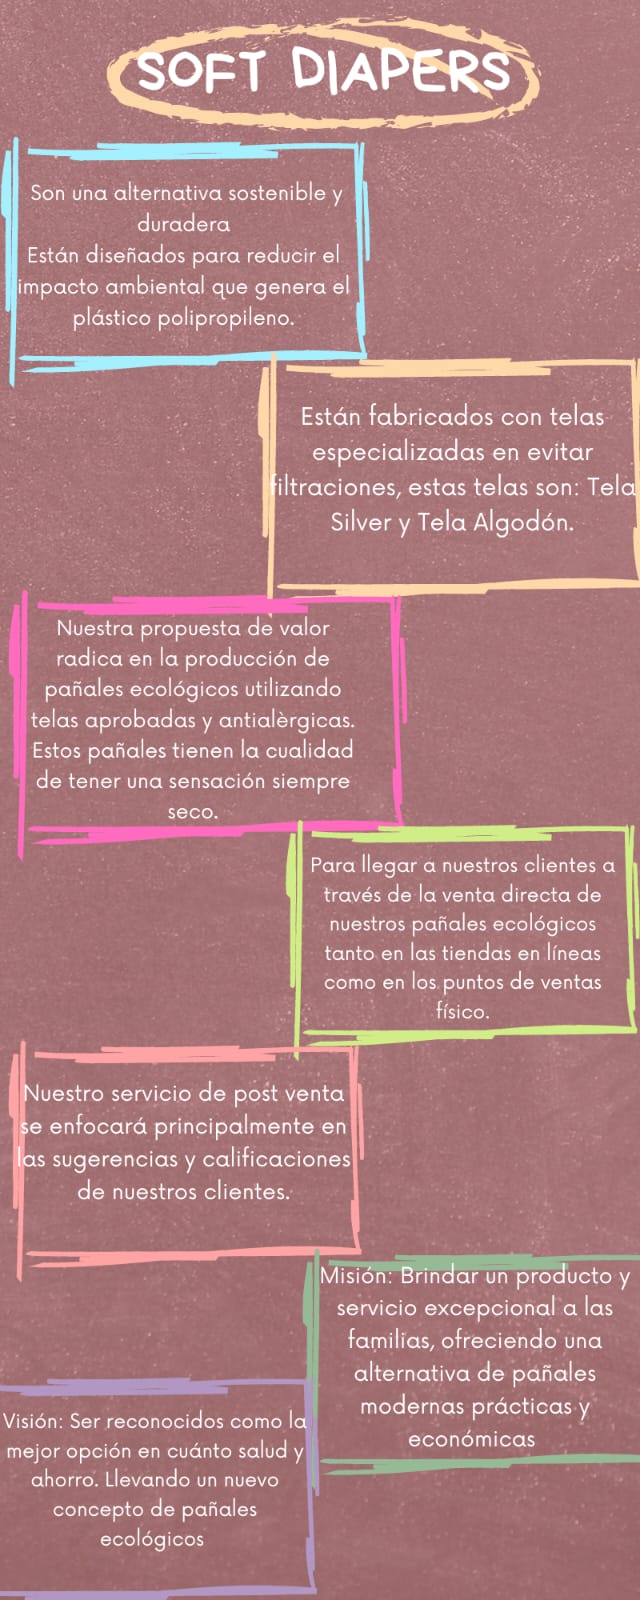 SOFT DIAPERS
Son una alternativa sostenible y
duradera
Están diseñados para reducir el
impacto ambiental que genera el
plástico polipropileno.
Están fabricados con telas
especializadas en evitar
filtraciones, estas telas son: Tela
Silver y Tela Algodón.
Nuestra propuesta de valor
radica en la producción de
pañales ecológicos utilizando
telas aprobadas y antialèrgicas.
Estos pañales tienen la cualidad
de tener una sensación siempre
seco.
Para llegar a nuestros clientes a
través de la venta directa de
nuestros pañales ecológicos
tanto en las tiendas en líneas
como en los puntos de ventas
físico.
Nuestro servicio de post venta
se enfocará principalmente en
las sugerencias y calificaciones
de nuestros clientes.
Misión: Brindar un producto y
servicio excepcional a las
familias, ofreciendo una
alternativa de pañales
modernas prácticas y
económicas
Visión: Ser reconocidos como la
mejor opción en cuánto salud y
ahorro. Llevando un nuevo
concepto de pañales
ecológicos